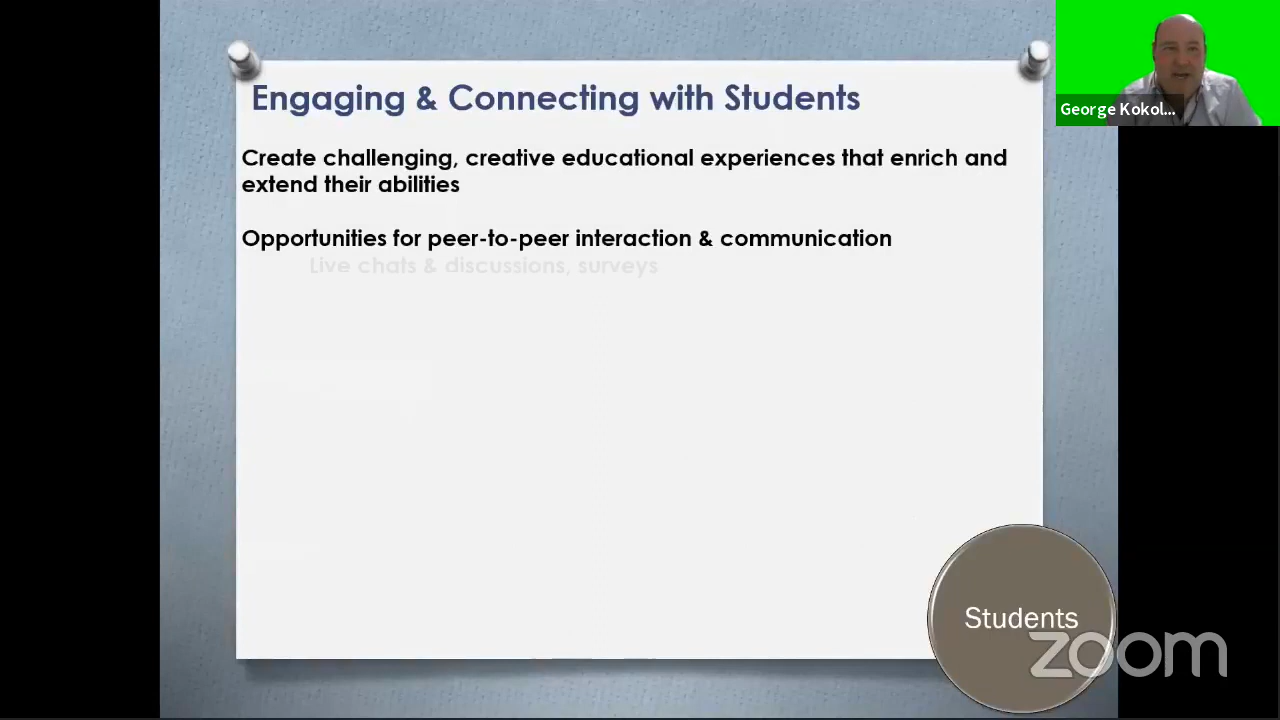 Engaging & Connecting with Students
George Kokol...
Create challenging, creative educational experiences that enrich and
extend their abilities
Opportunities for peer-to-peer interaction & communication
Live chats & discussions, surveys
Students
zoom